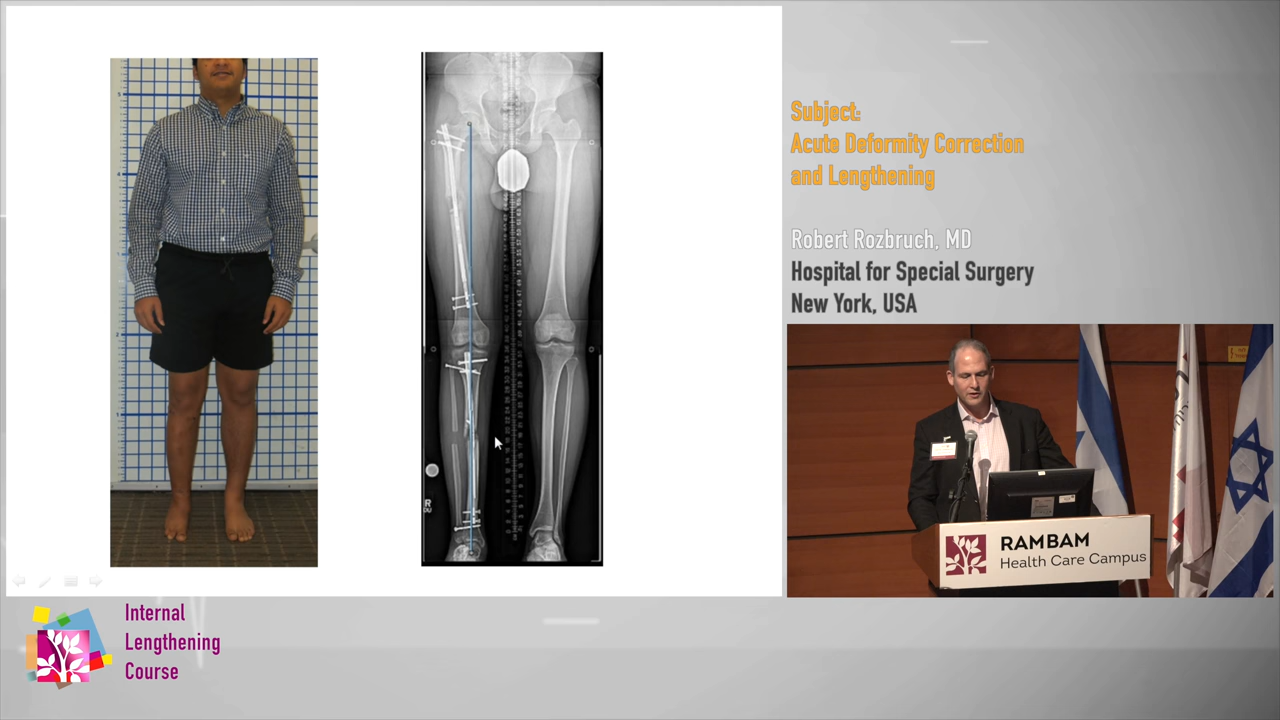 Subject:
Acute Deformity Correction
and Lengthening
Robert Rozbruch, MD
Hospital for Special Surgery
New York, USA
RAMBAM
Health Care Campus
Internal
Lengthening
Course
R